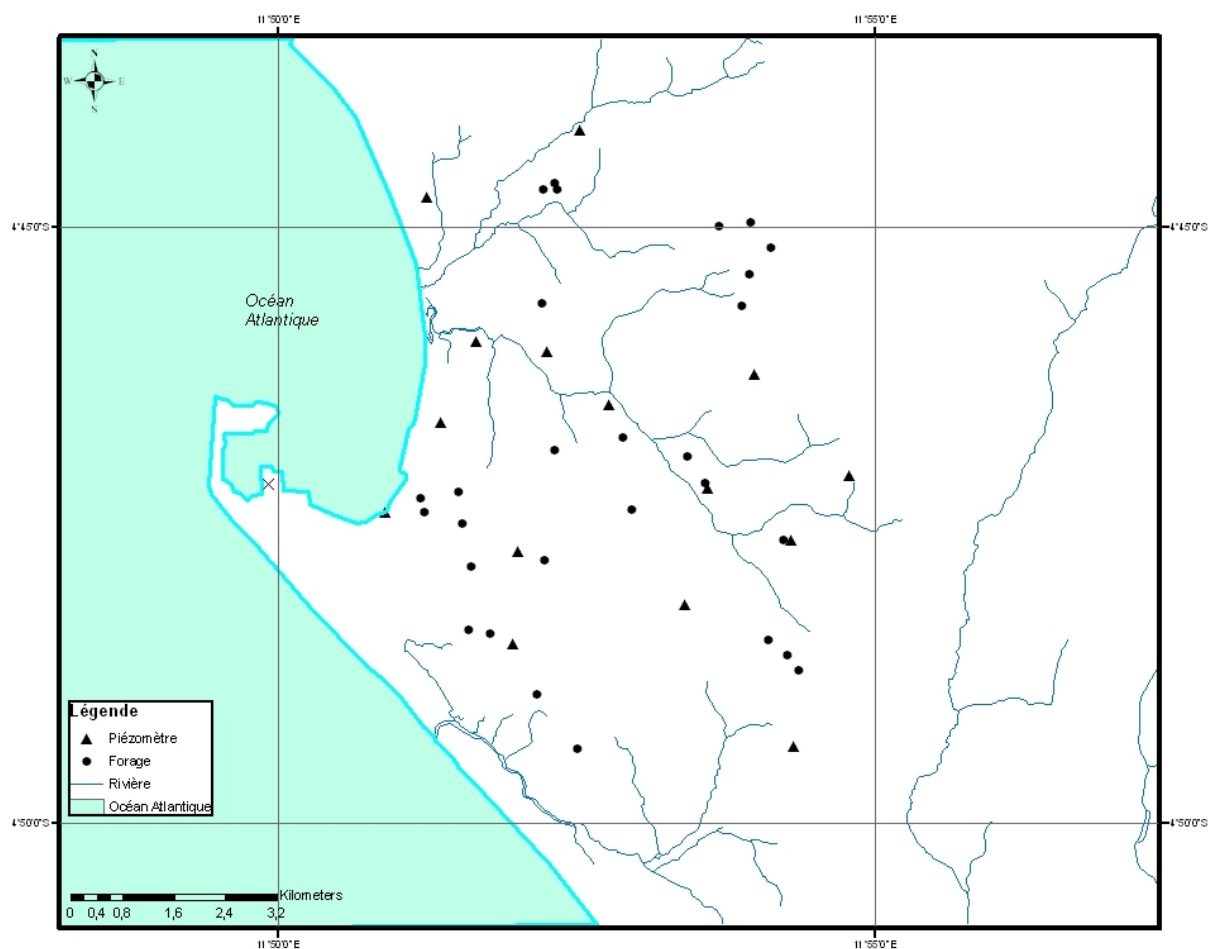 11°50'0"E
11°55'0"E
N
W
E
S
4°45'0"S
4°45'0"S
Océan
Atlantique
Légende
Piézomètre
Forage
Rivière
Océan Atlantique
4°50'0"S
4°50'0"S
Kilometers
0 0,4 0,8 1,6 2,4 3,2
11°50'0"E
11°55'0"E